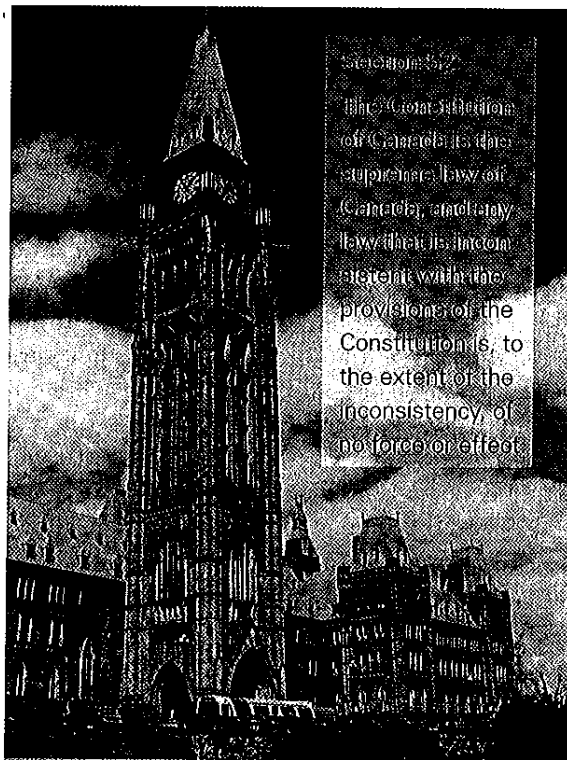 Section 52
The Constitution
of Canada is the
supreme law of
Canada, and any
law that is incon
sistent with the
provisions of the
Constitution is, to
the extent of the
inconsistency, of
no force or effect